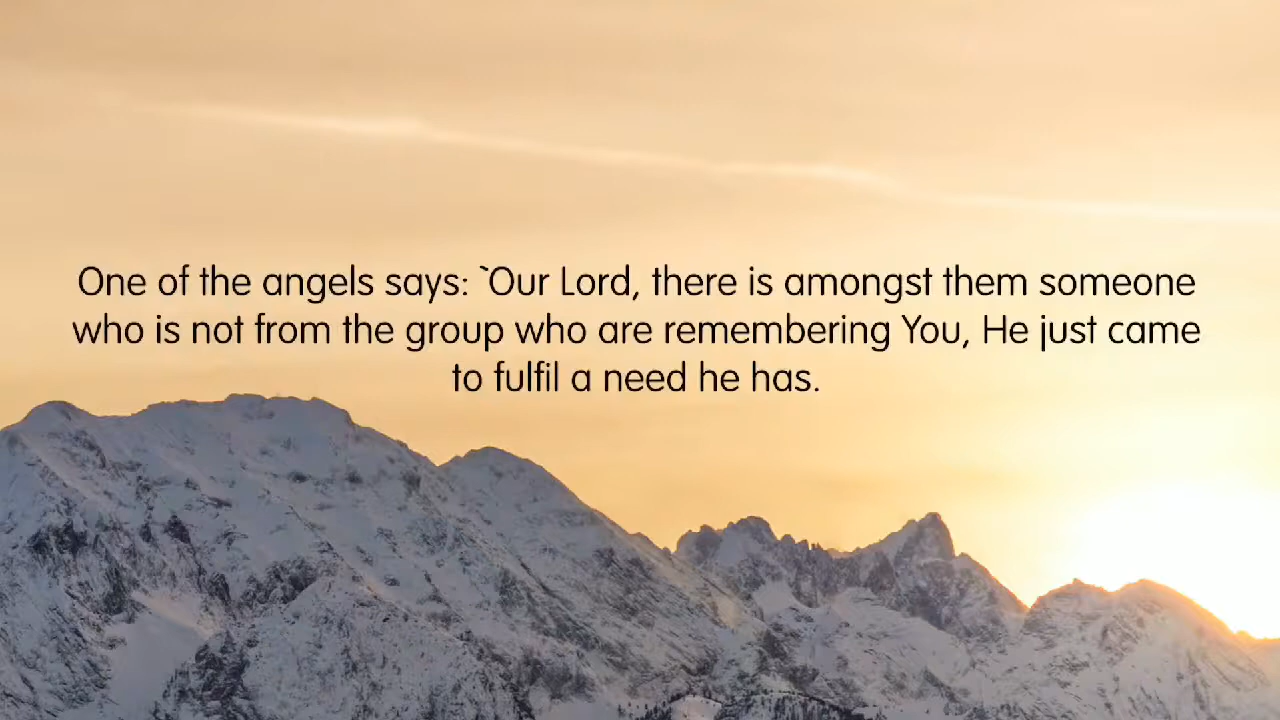 One of the angels says: `Our Lord, there is amongst them someone
who is not from the group who are remembering You, He just came
to fulfil a need he has.